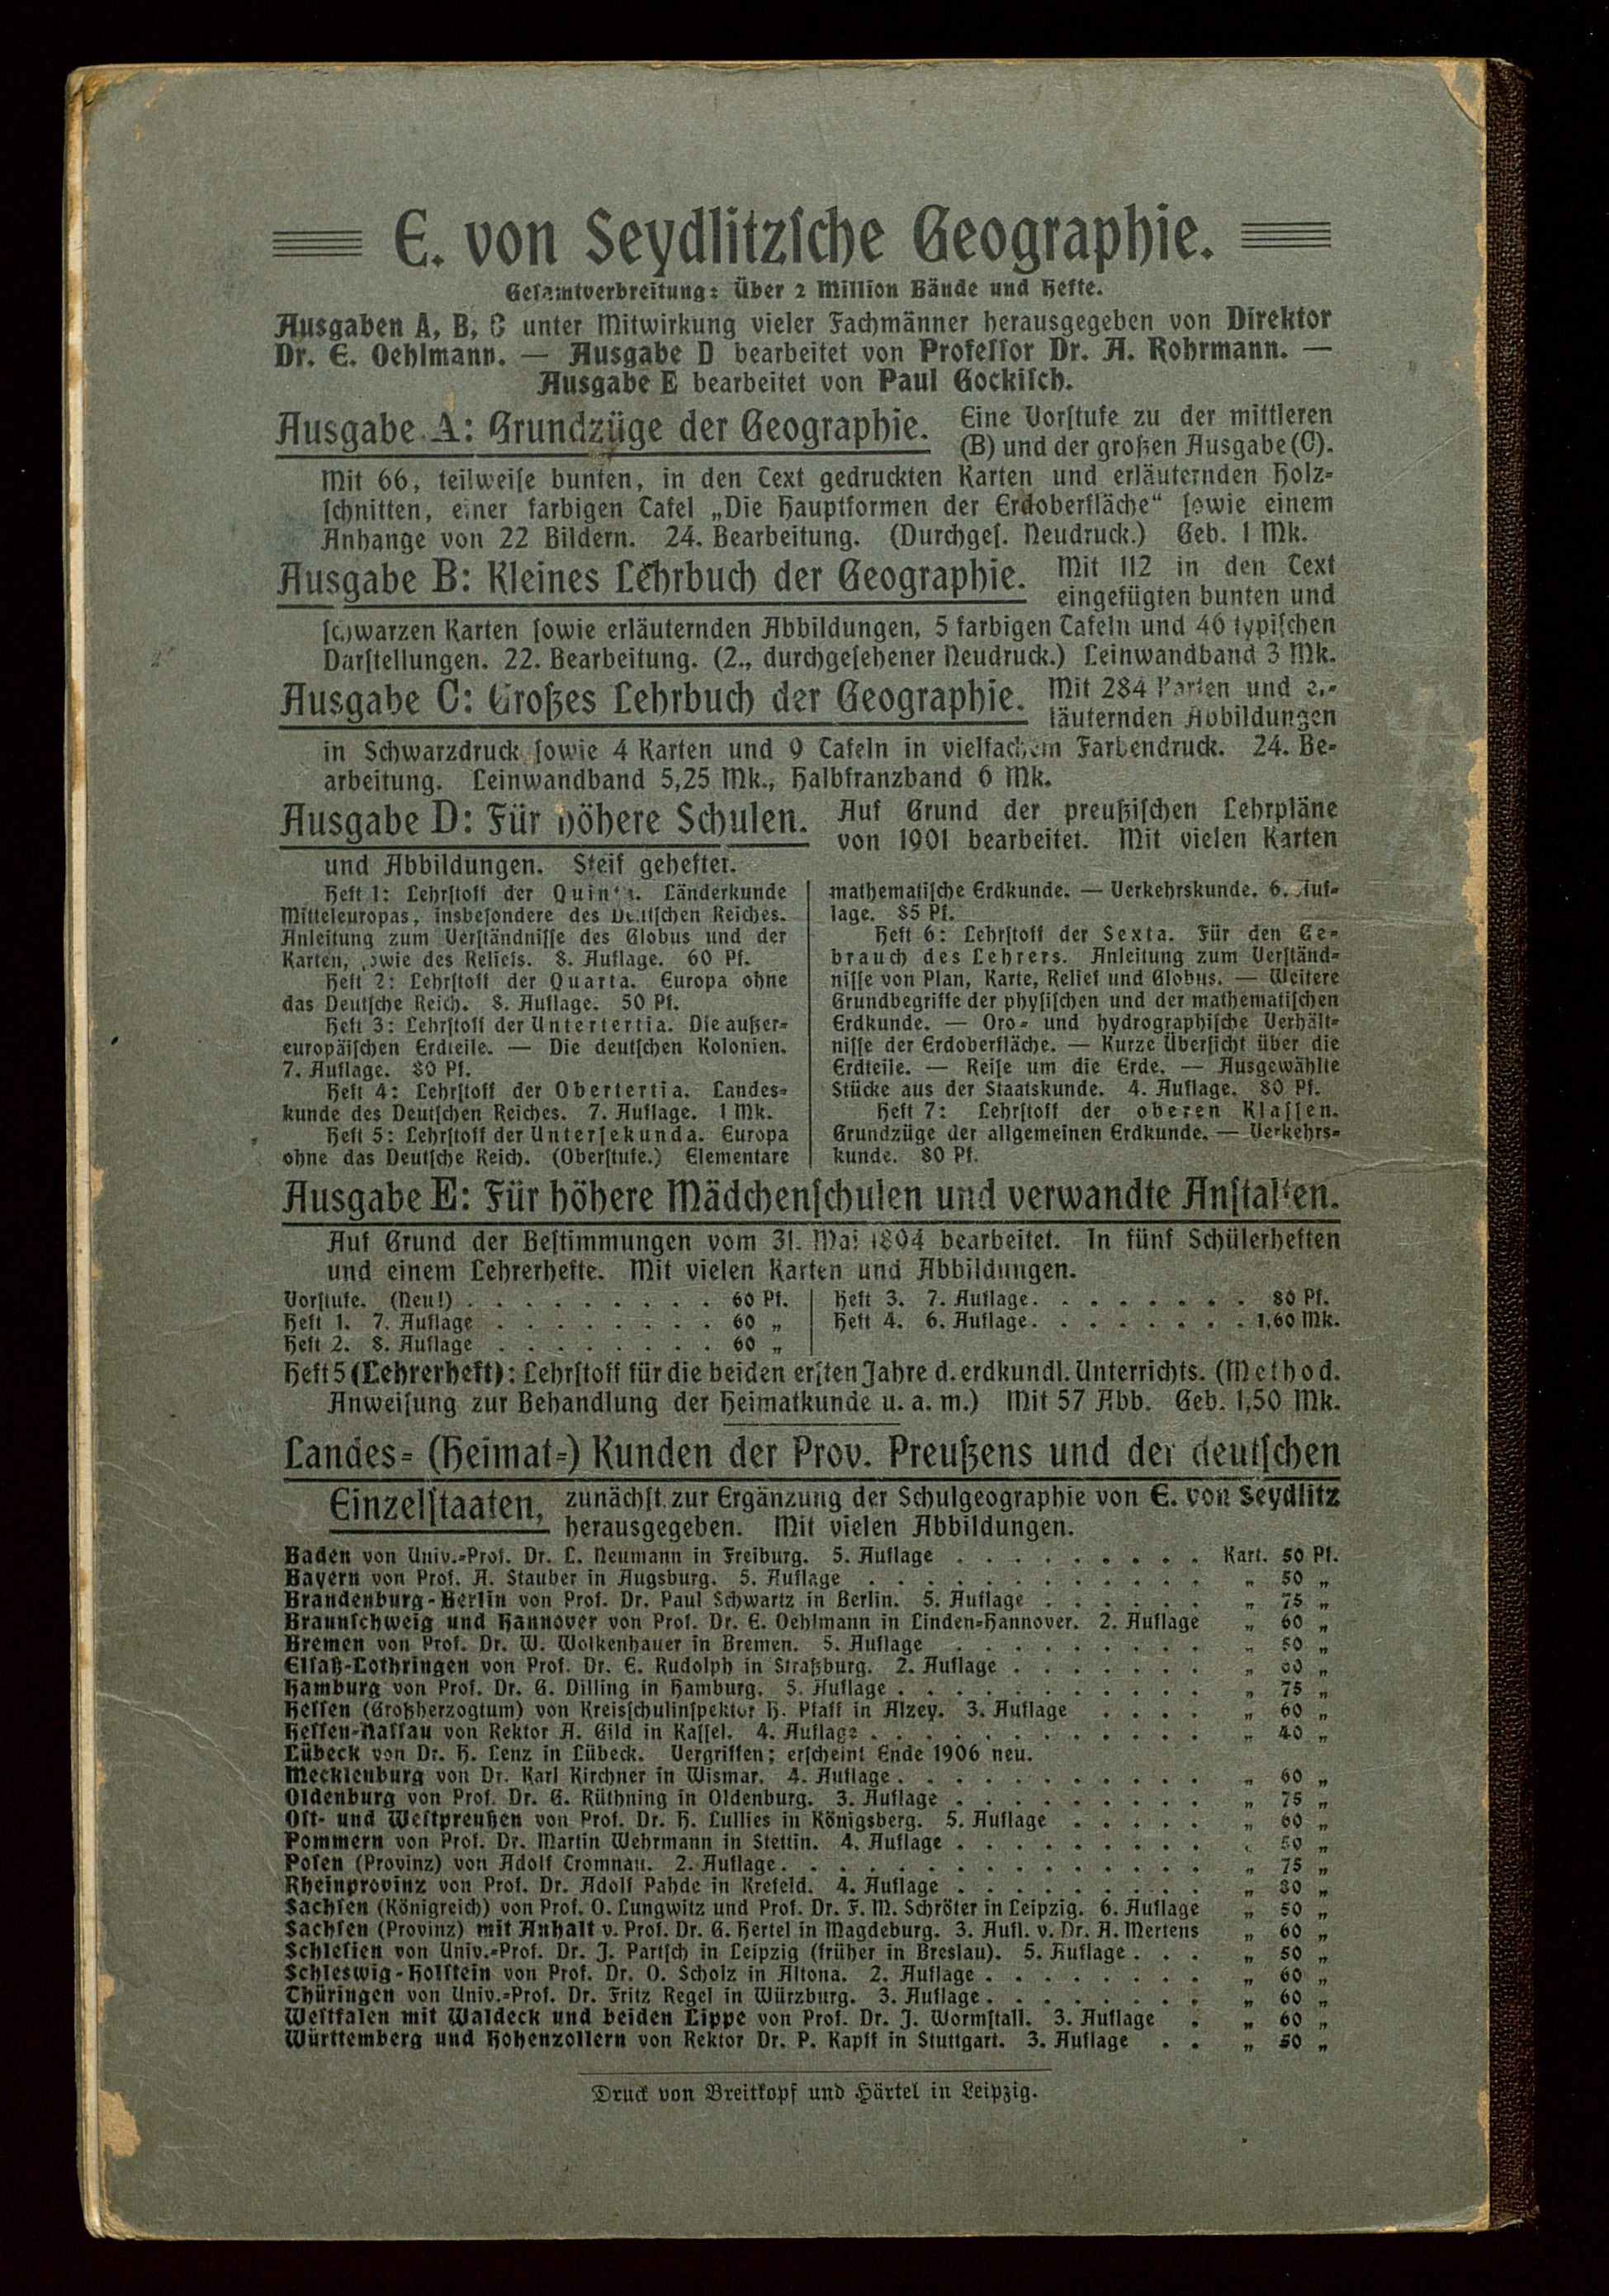 E. von Seydlitzſche Geographie.
Geſamtverbreitung: Über 2 Million Bände und Hefte.
Ausgaben A, B, C unter Mitwirkung vieler Fachmänner herausgegeben von Direktor
Dr. E. Oehlmann. — Ausgabe D bearbeitet von Profeſſor Dr. A. Rohrmann. —
Ausgabe E bearbeitet von Paul Gockiſch.
Ausgabe A: Grundzüge der Geographie. Eine Vorſtufe zu der mittleren
(B) und der großen Ausgabe (C).
Mit 66, teilweiſe bunten, in den Text gedruckten Karten und erläuternden Holz-
ſchnitten, einer farbigen Tafel „Die Hauptformen der Erdoberfläche“ ſowie einem
Anhange von 22 Bildern. 24. Bearbeitung. (Durchgeſ. Neudruck.) Geb. 1 Mk.
Ausgabe B: Kleines Lehrbuch der Geographie. Mit 112 in den Text
eingefügten bunten und
ſchwarzen Karten ſowie erläuternden Abbildungen, 5 farbigen Tafeln und 40 typiſchen
Darſtellungen. 22. Bearbeitung. (2., durchgeſehener Neudruck.) Leinwandband 3 Mk.
Ausgabe C: Großes Lehrbuch der Geographie. Mit 284 Karten und er-
läuternden Abbildungen
in Schwarzdruck ſowie 4 Karten und 9 Tafeln in vielfachem Farbendruck. 24. Be-
arbeitung. Leinwandband 5,25 Mk., Halbfranzband 6 Mk.
Ausgabe D: Für höhere Schulen. Auf Grund der preußiſchen Lehrpläne
von 1901 bearbeitet. Mit vielen Karten
und Abbildungen. Steif geheftet.
Heft 1: Lehrſtoff der Quinta. Länderkunde
Mitteleuropas, insbeſondere des Deutſchen Reiches.
Anleitung zum Verſtändniſſe des Globus und der
Karten, ſowie des Reliefs. 8. Auflage. 60 Pf.
Heft 2: Lehrſtoff der Quarta. Europa ohne
das Deutſche Reich. 8. Auflage. 50 Pf.
Heft 3: Lehrſtoff der Untertertia. Die außer-
europäiſchen Erdteile. — Die deutſchen Kolonien.
7. Auflage. 80 Pf.
Heft 4: Lehrſtoff der Obertertia. Landes-
kunde des Deutſchen Reiches. 7. Auflage. 1 Mk.
Heft 5: Lehrſtoff der Unterſekunda. Europa
ohne das Deutſche Reich. (Oberſtufe.) Elementare
mathematiſche Erdkunde. — Verkehrskunde. 6. Auf-
lage. 85 Pf.
Heft 6: Lehrſtoff der Sexta. Für den Ge-
brauch des Lehrers. Anleitung zum Verſtänd-
niſſe von Plan, Karte, Relief und Globus. — Weitere
Grundbegriffe der phyſiſchen und der mathematiſchen
Erdkunde. — Oro- und hydrographiſche Verhält-
niſſe der Erdoberfläche. — Kurze Überſicht über die
Erdteile. — Reiſe um die Erde. — Ausgewählte
Stücke aus der Staatskunde. 4. Auflage. 80 Pf.
Heft 7: Lehrſtoff der oberen Klaſſen.
Grundzüge der allgemeinen Erdkunde. — Verkehrs-
kunde. 80 Pf.
Ausgabe E: Für höhere Mädchenſchulen und verwandte Anſtalten.
Auf Grund der Beſtimmungen vom 31. Mai 1894 bearbeitet. In fünf Schülerheften
und einem Lehrerhefte. Mit vielen Karten und Abbildungen.
Vorſtufe. (Neu!) . . . . . . . . . 60 Pf.
Heft 1. 7. Auflage . . . . . . . . 60 „
Heft 2. 8. Auflage . . . . . . . . 60 „
Heft 3. 7. Auflage. . . . . . . . . 80 Pf.
Heft 4. 6. Auflage. . . . . . . . . 1,60 Mk.
Heft 5 (Lehrerheft): Lehrſtoff für die beiden erſten Jahre d. erdkundl. Unterrichts. (Method.
Anweiſung zur Behandlung der Heimatkunde u. a. m.) Mit 57 Abb. Geb. 1,50 Mk.
Landes- (Heimat-) Kunden der Prov. Preußens und der deutſchen
Einzelſtaaten, zunächſt zur Ergänzung der Schulgeographie von E. von Seydlitz
herausgegeben. Mit vielen Abbildungen.
Baden von Univ.-Prof. Dr. L. Neumann in Freiburg. 5. Auflage . . . . . . . . . Kart. 50 Pf.
Bayern von Prof. A. Stauber in Augsburg. 5. Auflage . . . . . . . . . . . . „ 50 „
Brandenburg-Berlin von Prof. Dr. Paul Schwartz in Berlin. 5. Auflage . . . . . . „ 75 „
Braunſchweig und Hannover von Prof. Dr. E. Oehlmann in Linden-Hannover. 2. Auflage „ 60 „
Bremen von Prof. Dr. W. Wolkenhauer in Bremen. 5. Auflage . . . . . . . . . „ 50 „
Elſaß-Lothringen von Prof. Dr. E. Rudolph in Straßburg. 2. Auflage . . . . . . . „ 60 „
Hamburg von Prof. Dr. G. Dilling in Hamburg. 5. Auflage . . . . . . . . . . . „ 75 „
Heſſen (Großherzogtum) von Kreisſchulinſpektor H. Pfaff in Alzey. 3. Auflage . . . . „ 60 „
Heſſen-Naſſau von Rektor A. Gild in Kaſſel. 4. Auflage . . . . . . . . . . . . „ 40 „
Lübeck von Dr. H. Lenz in Lübeck. Vergriffen; erſcheint Ende 1906 neu.
Mecklenburg von Dr. Karl Kirchner in Wismar. 4. Auflage . . . . . . . . . . . „ 60 „
Oldenburg von Prof. Dr. G. Rüthning in Oldenburg. 3. Auflage . . . . . . . . . „ 75 „
Oſt- und Weſtpreußen von Prof. Dr. H. Lullies in Königsberg. 5. Auflage . . . . . „ 60 „
Pommern von Prof. Dr. Martin Wehrmann in Stettin. 4. Auflage . . . . . . . . . „ 50 „
Poſen (Provinz) von Adolf Tromnau. 2. Auflage . . . . . . . . . . . . . . . „ 75 „
Rheinprovinz von Prof. Dr. Adolf Pahde in Krefeld. 4. Auflage . . . . . . . . . „ 80 „
Sachſen (Königreich) von Prof. O. Lungwitz und Prof. Dr. F. M. Schröter in Leipzig. 6. Auflage „ 50 „
Sachſen (Provinz) mit Anhalt v. Prof. Dr. G. Hertel in Magdeburg. 3. Aufl. v. Dr. A. Mertens „ 60 „
Schleſien von Univ.-Prof. Dr. J. Partſch in Leipzig (früher in Breslau). 5. Auflage . . . „ 50 „
Schleswig-Holſtein von Prof. Dr. O. Scholz in Altona. 2. Auflage . . . . . . . . „ 60 „
Thüringen von Univ.-Prof. Dr. Fritz Regel in Würzburg. 3. Auflage . . . . . . . . „ 60 „
Weſtfalen mit Waldeck und beiden Lippe von Prof. Dr. J. Wormſtall. 3. Auflage . „ 60 „
Württemberg und Hohenzollern von Rektor Dr. P. Kapff in Stuttgart. 3. Auflage . . „ 50 „
Druck von Breitkopf und Härtel in Leipzig.